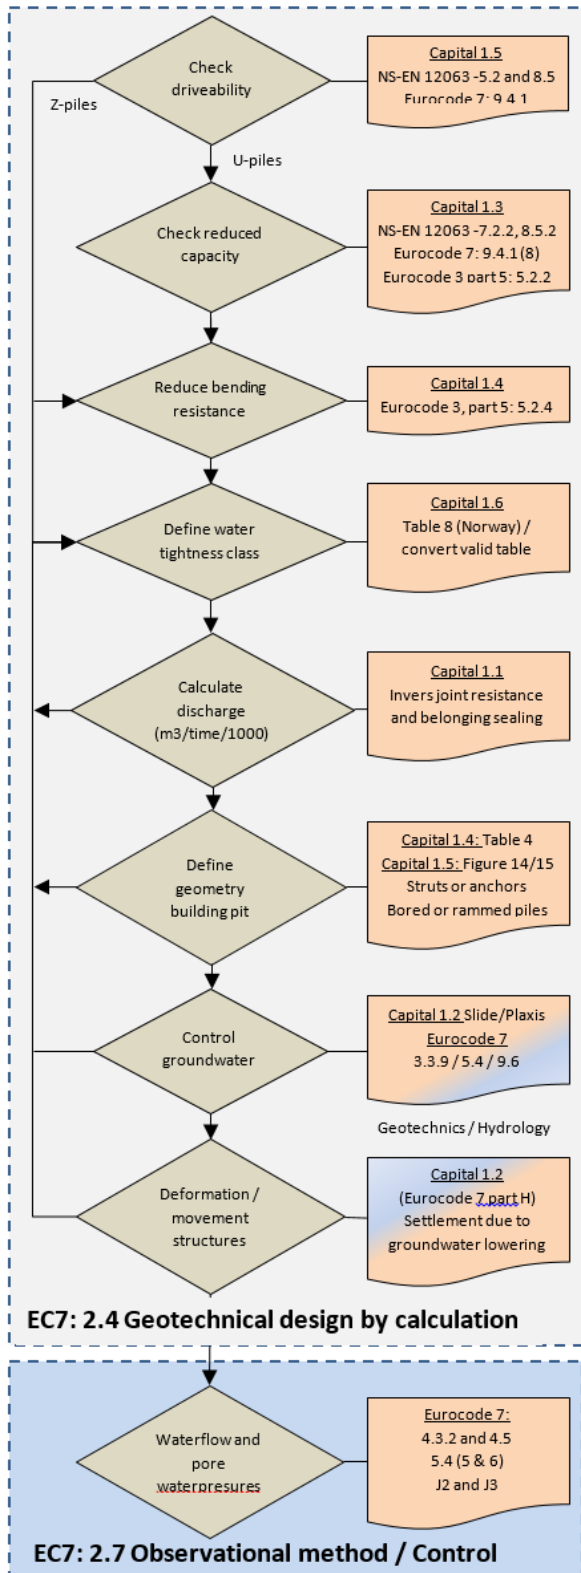 Check
driveability
Capital 1.5
NS-EN 12063 -5.2 and 8.5
Eurocode 7: 9.4.1
Z-piles
U-piles
Check reduced
capacity
Capital 1.3
NS-EN 12063 -7.2.2, 8.5.2
Eurocode 7: 9.4.1 (8)
Eurocode 3 part 5: 5.2.2
Reduce bending
resistance
Capital 1.4
Eurocode 3, part 5: 5.2.4
Define water
tightness class
Capital 1.6
Table 8 (Norway) /
convert valid table
Calculate
discharge
(m3/time/1000)
Capital 1.1
Invers joint resistance
and belonging sealing
Define
geometry
building pit
Capital 1.4: Table 4
Capital 1.5: Figure 14/15
Struts or anchors
Bored or rammed piles
Control
groundwater
Capital 1.2 Slide/Plaxis
Eurocode 7
3.3.9 / 5.4 / 9.6
Geotechnics / Hydrology
Deformation /
movement
structures
Capital 1.2
(Eurocode 7 part H)
Settlement due to
groundwater lowering
EC7: 2.4 Geotechnical design by calculation
Waterflow and
pore
waterpresures
Eurocode 7:
4.3.2 and 4.5
5.4 (5 & 6)
J2 and J3
EC7: 2.7 Observational method / Control